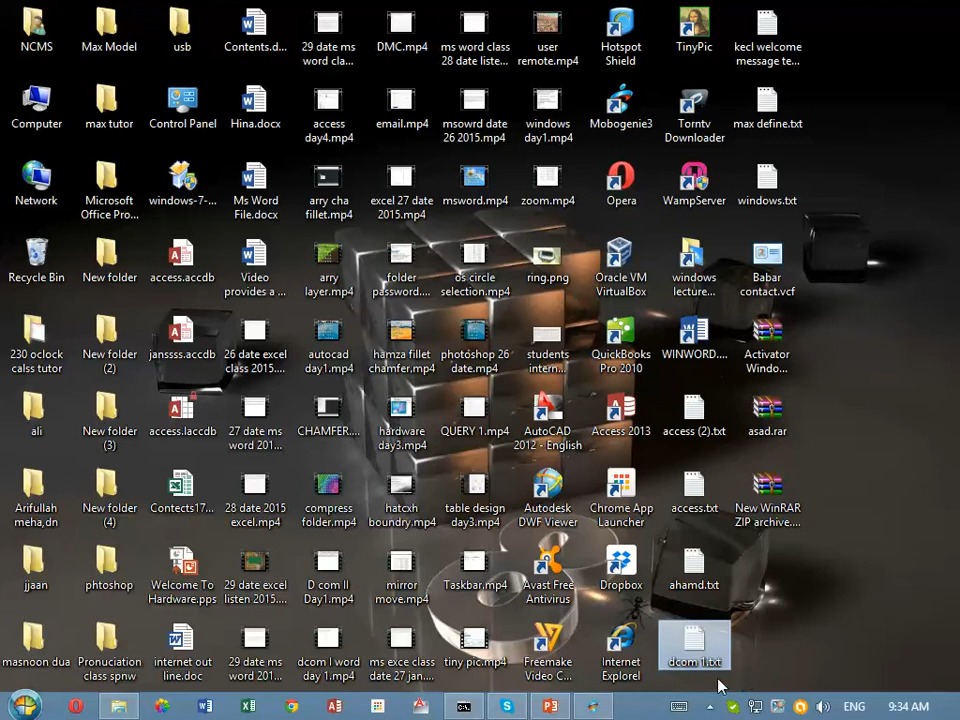 NCMS
Max Model
usb
Contents.d...
29 date ms
word cla...
DMC.mp4
ms word class
28 date liste...
user
remote.mp4
Hotspot
Shield
TinyPic
kecl welcome
message te...
Computer
max tutor
Control Panel
Hina.docx
access
day4.mp4
email.mp4
msowrd date
26 2015.mp4
windows
day1.mp4
Mobogenie3
Torntv
Downloader
max define.txt
Network
Microsoft
Office Pro...
windows-7-...
Ms Word
File.docx
arry cha
fillet.mp4
excel 27 date
2015.mp4
msword.mp4
zoom.mp4
Opera
WampServer
windows.txt
Recycle Bin
New folder
access.accdb
Video
provides a ...
arry
layer.mp4
folder
password....
os circle
selection.mp4
ring.png
Oracle VM
VirtualBox
windows
lecture...
Babar
contact.vcf
230 oclock
calss tutor
New folder
(2)
janssss.accdb
26 date excel
class 2015....
autocad
day1.mp4
hamza fillet
chamfer.mp4
photoshop 26
date.mp4
students
intern...
QuickBooks
Pro 2010
WINWORD....
Activator
Windo...
ali
New folder
(3)
access.laccdb
27 date ms
word 201...
CHAMFER....
hardware
day3.mp4
QUERY 1.mp4
AutoCAD
2012 - English
Access 2013
access (2).txt
asad.rar
Arifullah
meha,dn
New folder
(4)
Contects17...
28 date 2015
excel.mp4
compress
folder.mp4
hatcxh
boundry.mp4
table design
day3.mp4
Autodesk
DWF Viewer
Chrome App
Launcher
access.txt
New WinRAR
ZIP archive....
jjaan
phtoshop
Welcome To
Hardware.pps
29 date excel
listen 2015....
D com II
Day1.mp4
mirror
move.mp4
Taskbar.mp4
Avast Free
Antivirus
Dropbox
ahamd.txt
masnoon dua
Pronuciation
class spnw
internet out
line.doc
29 date ms
word 201...
dcom I word
day 1.mp4
ms exce class
date 27 jan....
tiny pic.mp4
Freemake
Video C...
Internet
Explorel
dcom 1.txt
ENG
9:34 AM